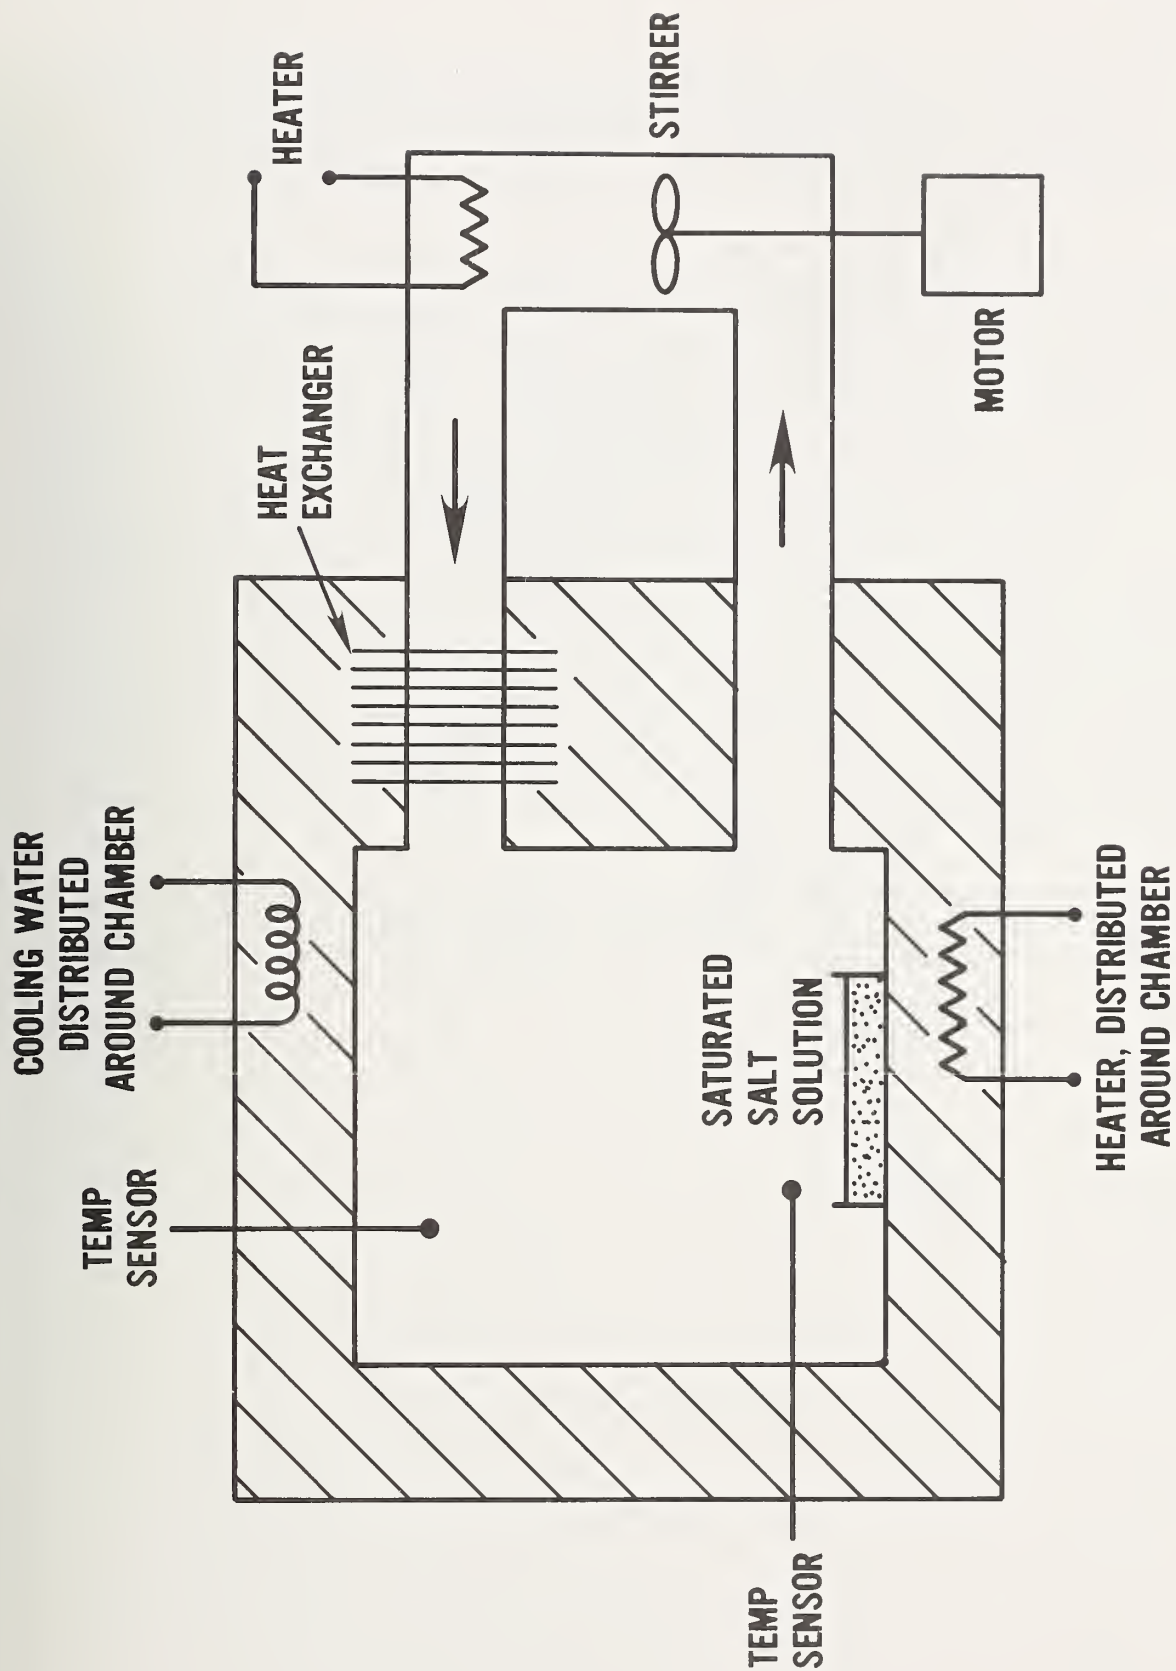 COOLING WATER
DISTRIBUTED
AROUND CHAMBER
TEMP
SENSOR
HEAT
EXCHANGER
HEATER
STIRRER
SATURATED
SALT
SOLUTION
MOTOR
TEMP
SENSOR
HEATER, DISTRIBUTED
AROUND CHAMBER